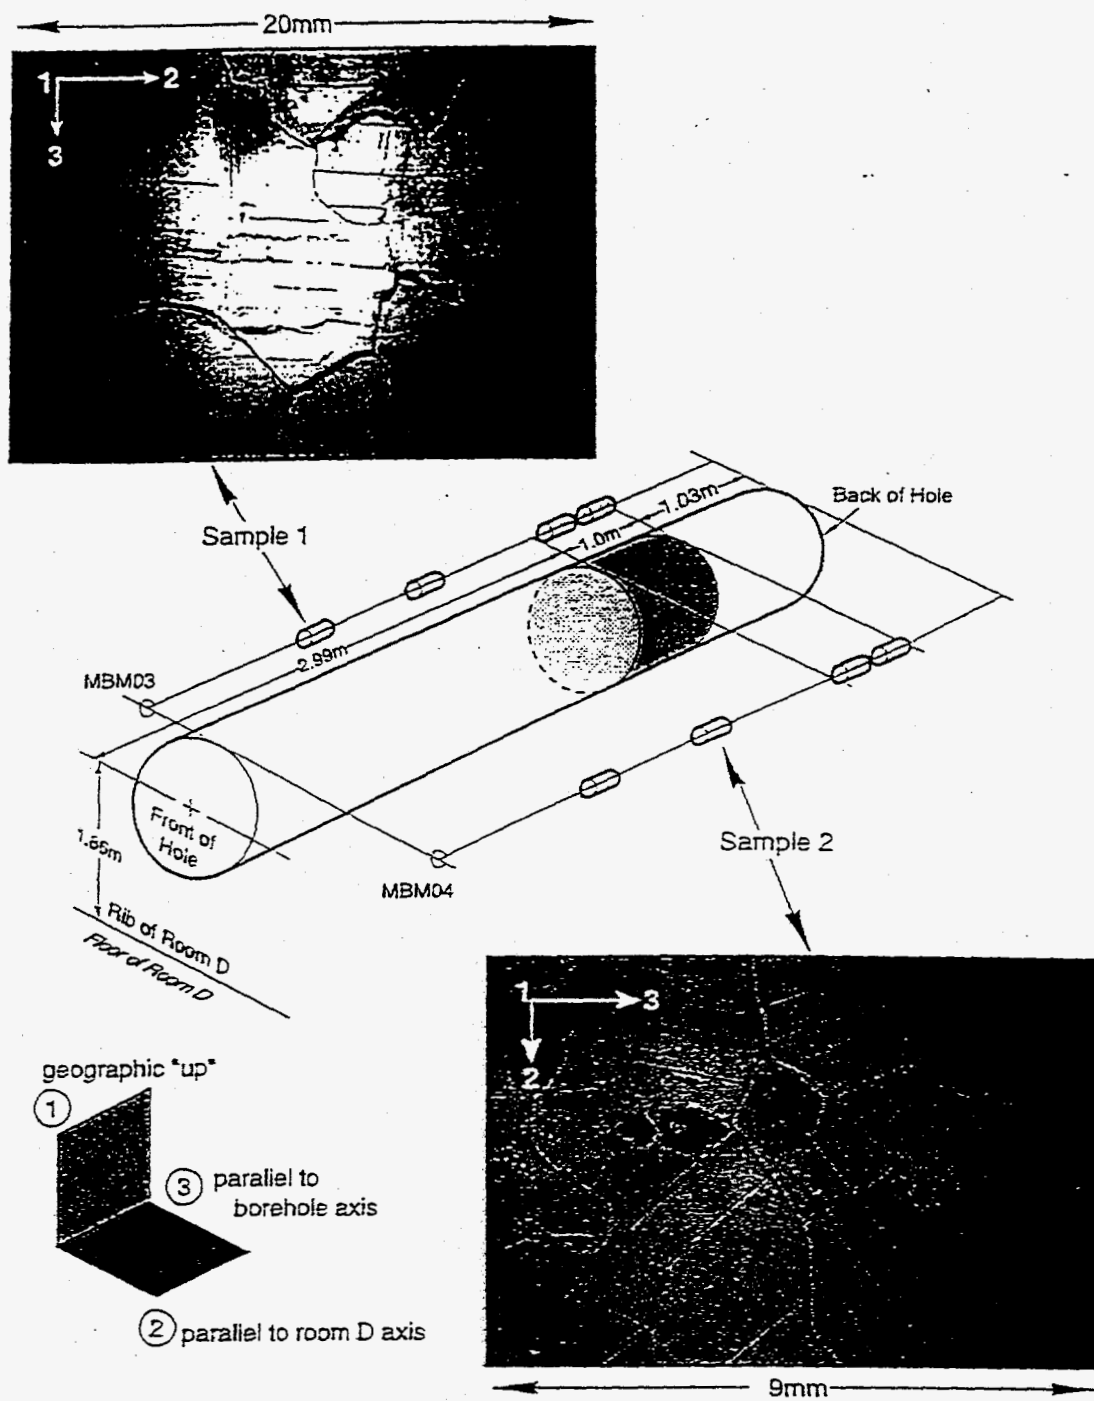 20mm
1 2
3
Back of Hole
1.03m
1.0m
Sample 1
2.99m
MBM03
Front of
Hole
1.85m
Sample 2
MBM04
Rib of Room D
Floor of Room D
1 3
2
geographic "up"
1
3 parallel to
borehole axis
2 parallel to room D axis
9mm